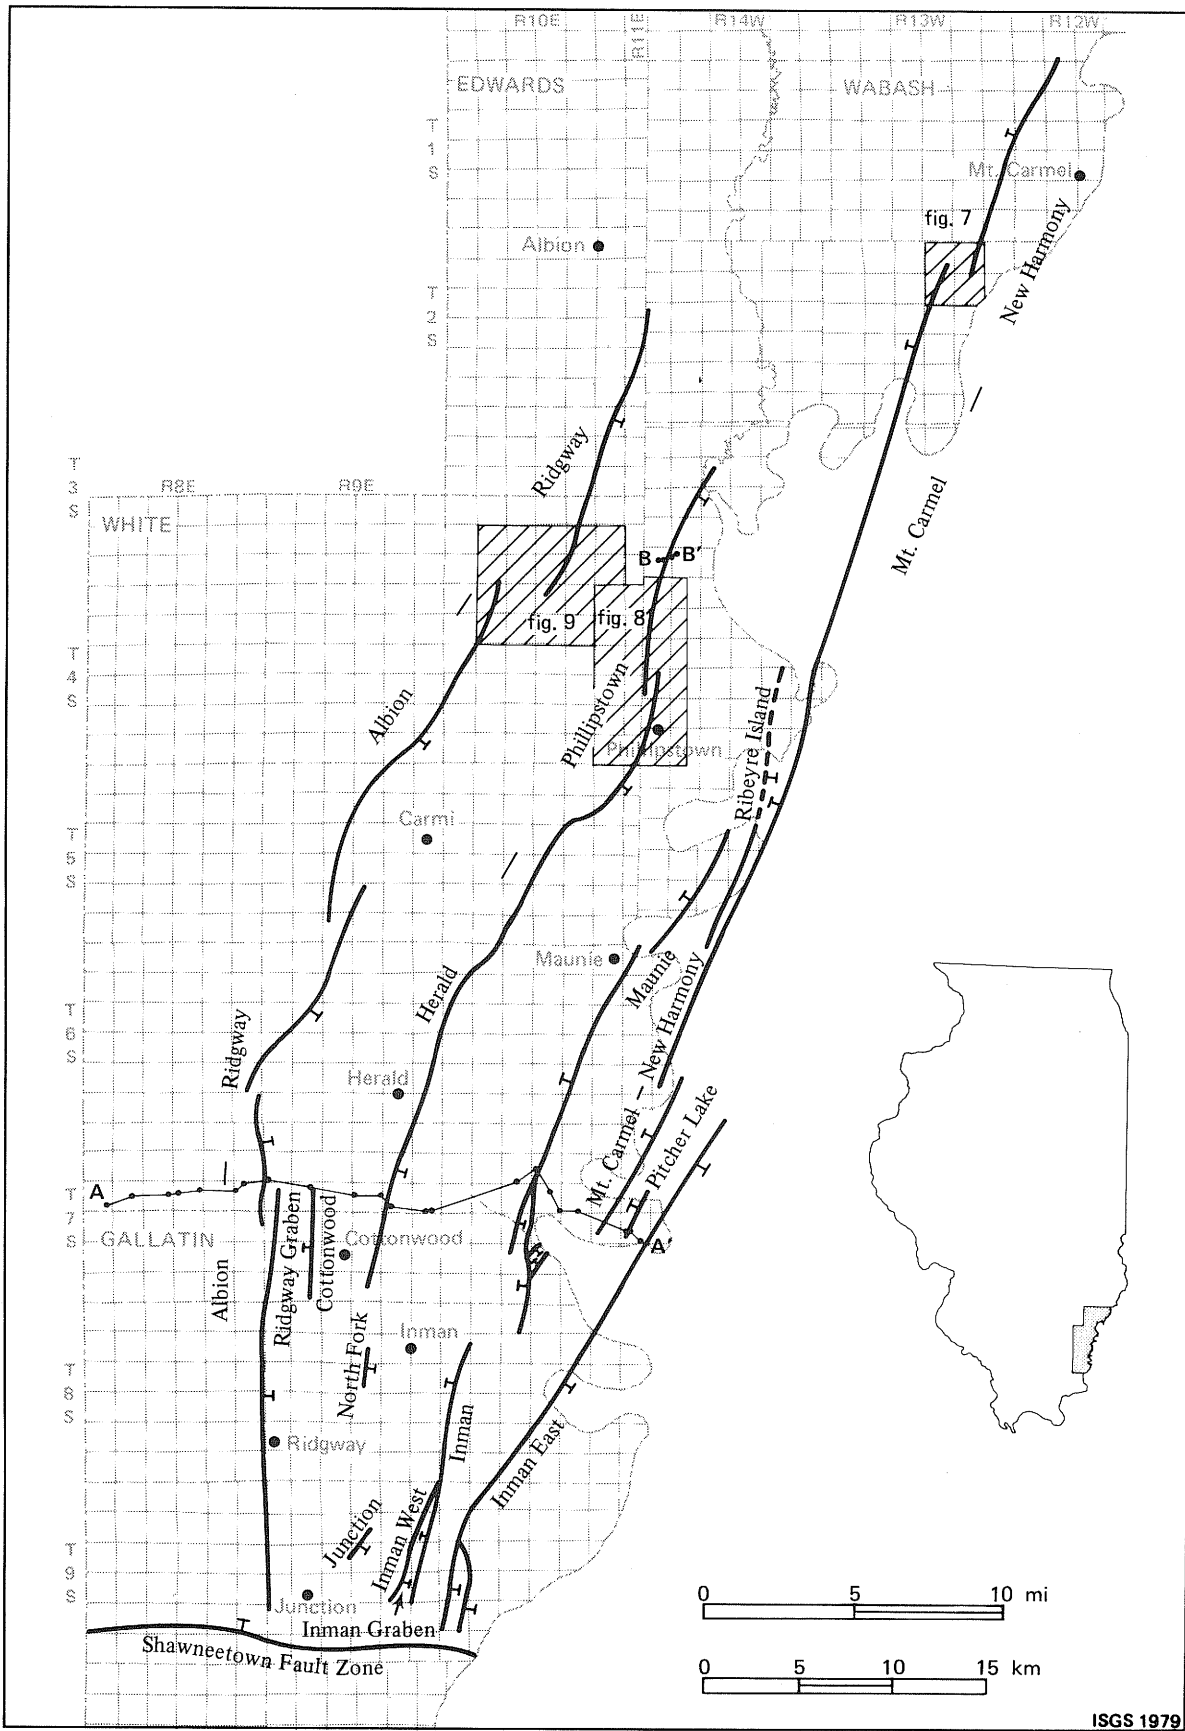 R10E
R11E
R14W
R13W
R12W
EDWARDS
WABASH
T
1
S
Mt. Carmel
fig. 7
New Harmony
Albion
T
2
S
Ridgway
T
3
S
R8E
R9E
WHITE
Mt. Carmel
B
B'
fig. 9
fig. 8
T
4
S
Albion
Phillipstown
Phillipstown
Ribeyre Island
Carmi
T
5
S
Maunie
Maunie
Herald
Mt. Carmel – New Harmony
T
6
S
Ridgway
Herald
Pitcher Lake
A
T
7
S
GALLATIN
Albion
Ridgway Graben
Cottonwood
Cottonwood
A'
North Fork
Inman
T
8
S
Ridgway
Inman
Inman East
Junction
Inman West
T
9
S
Junction
Inman Graben
Shawneetown Fault Zone
0 5 10 mi
0 5 10 15 km
ISGS 1979